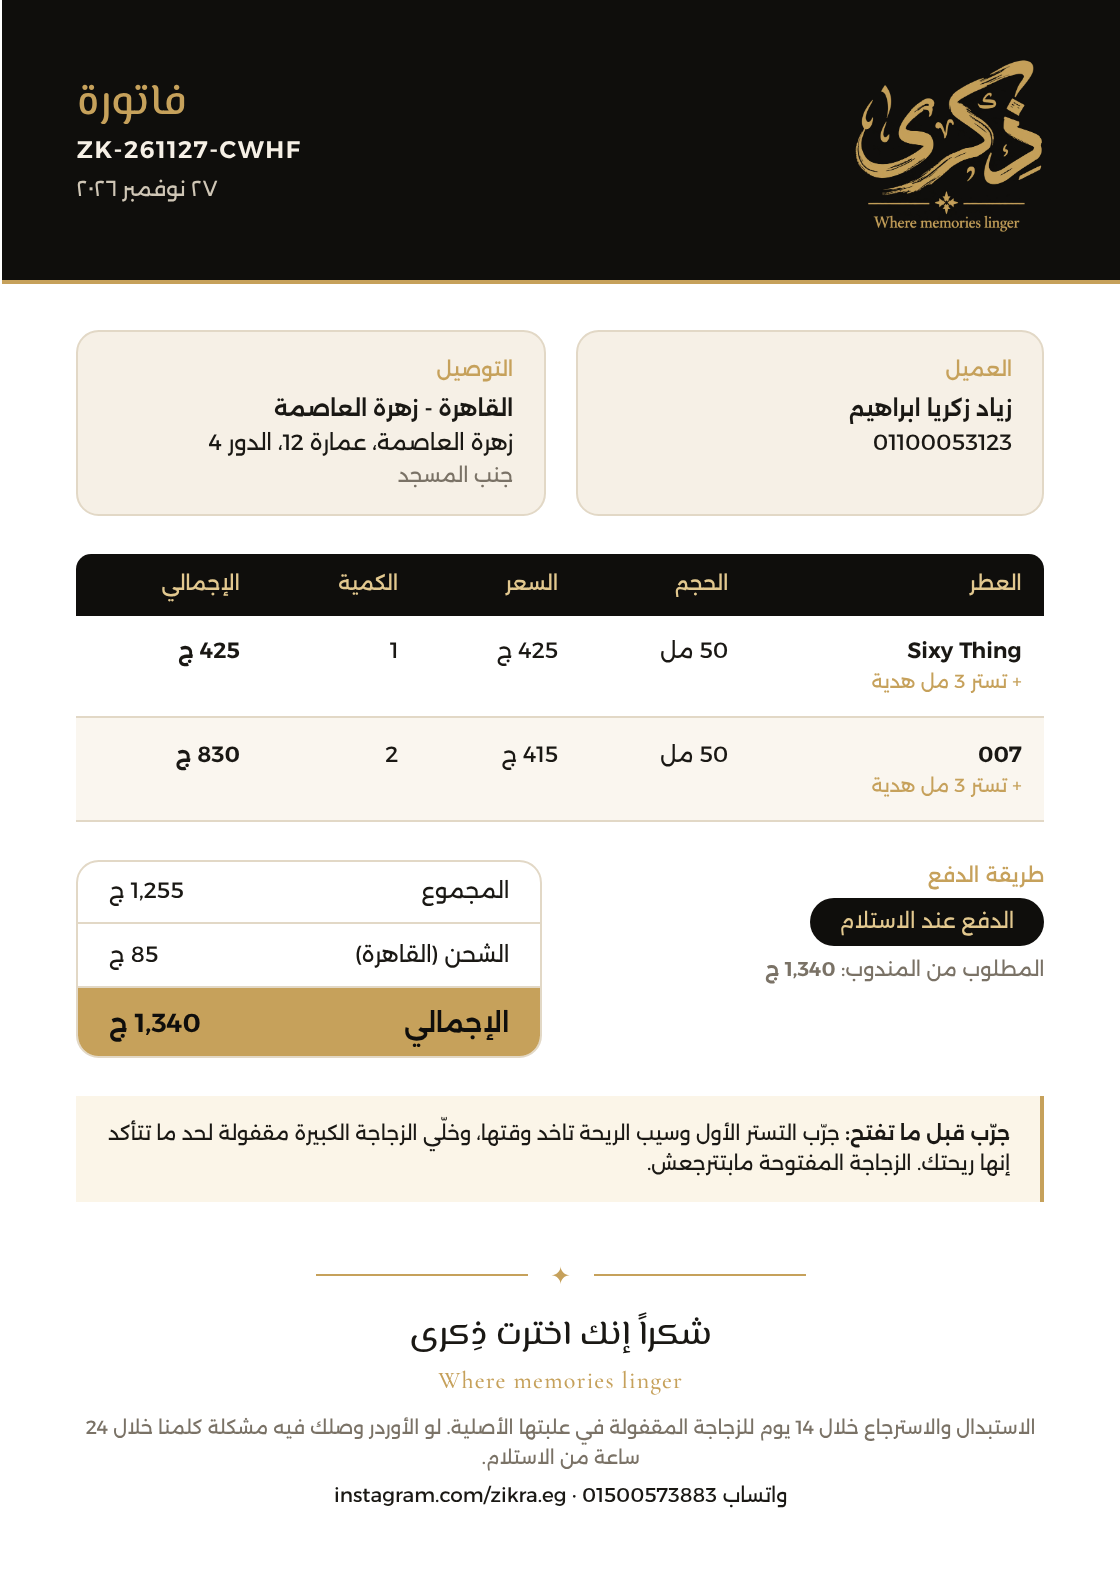 ذِكرى
Where memories linger
فاتورة
ZK-261127-CWHF
٢٧ نوفمبر ٢٠٢٦
العميل
زياد زكريا ابراهيم
01100053123
التوصيل
القاهرة - زهرة العاصمة
زهرة العاصمة، عمارة 12، الدور 4
جنب المسجد
العطر الحجم السعر الكمية الإجمالي
Sixy Thing 50 مل 425 ج 1 425 ج
+ تستر 3 مل هدية
007 50 مل 415 ج 2 830 ج
+ تستر 3 مل هدية
طريقة الدفع
الدفع عند الاستلام
المطلوب من المندوب: 1,340 ج
المجموع 1,255 ج
الشحن (القاهرة) 85 ج
الإجمالي 1,340 ج
جرّب قبل ما تفتح: جرّب التستر الأول وسيب الريحة تاخد وقتها، وخلّي الزجاجة الكبيرة مقفولة لحد ما تتأكد
إنها ريحتك. الزجاجة المفتوحة مابتترجعش.
شكراً إنك اخترت ذِكرى
Where memories linger
الاستبدال والاسترجاع خلال 14 يوم للزجاجة المقفولة في علبتها الأصلية. لو الأوردر وصلك فيه مشكلة كلمنا خلال 24
ساعة من الاستلام.
واتساب 01500573883 · instagram.com/zikra.eg